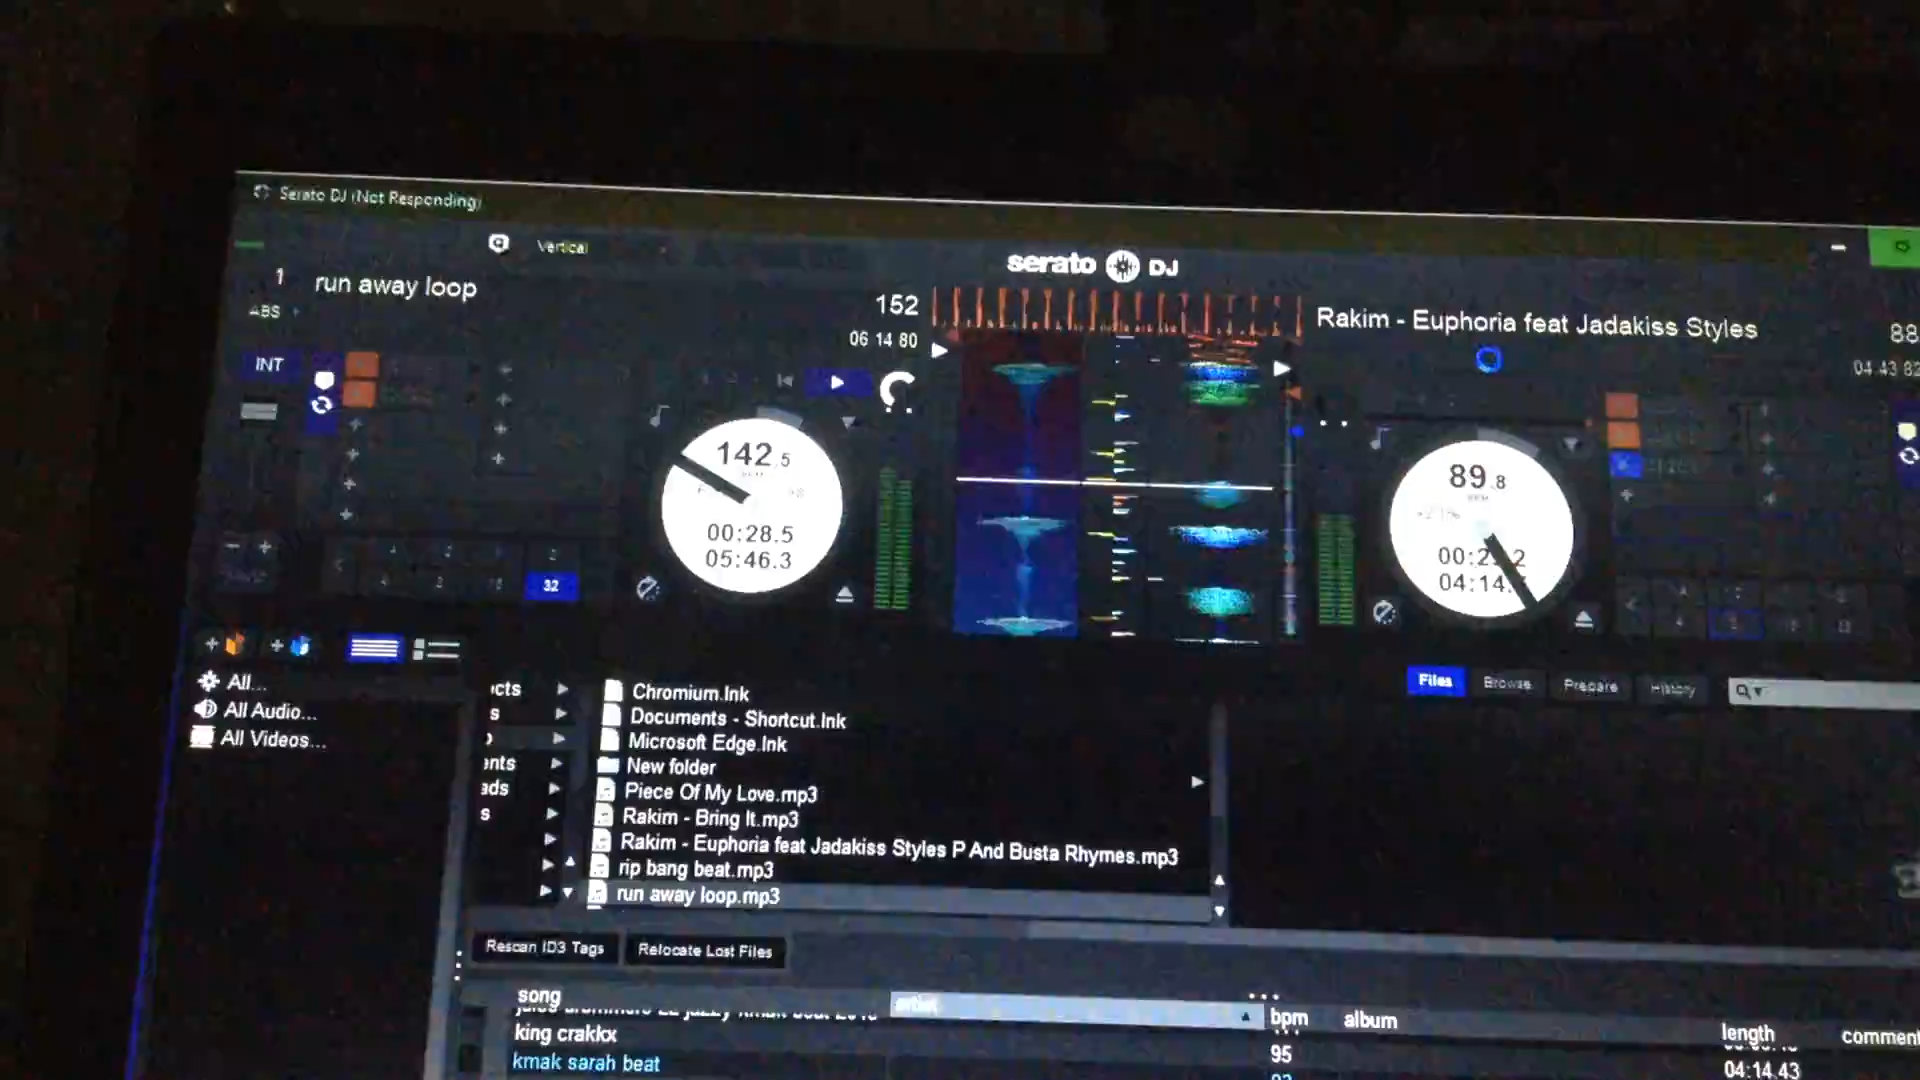 Serato DJ (Not Responding)
Vertical
serato DJ
1
run away loop
152
Rakim - Euphoria feat Jadakiss Styles
88
ABS
06 14 80
04 43 82
INT
142.5
89.8
00:28.5
05:46.3
04:14.
32
All...
All Audio...
All Videos...
Files
Browse
Prepare
History
Chromium.lnk
Documents - Shortcut.lnk
Microsoft Edge.lnk
New folder
Piece Of My Love.mp3
Rakim - Bring It.mp3
Rakim - Euphoria feat Jadakiss Styles P And Busta Rhymes.mp3
rip bang beat.mp3
run away loop.mp3
Rescan ID3 Tags
Relocate Lost Files
song
artist
bpm
album
length
comment
king crakkx
95
kmak sarah beat
04:14.43